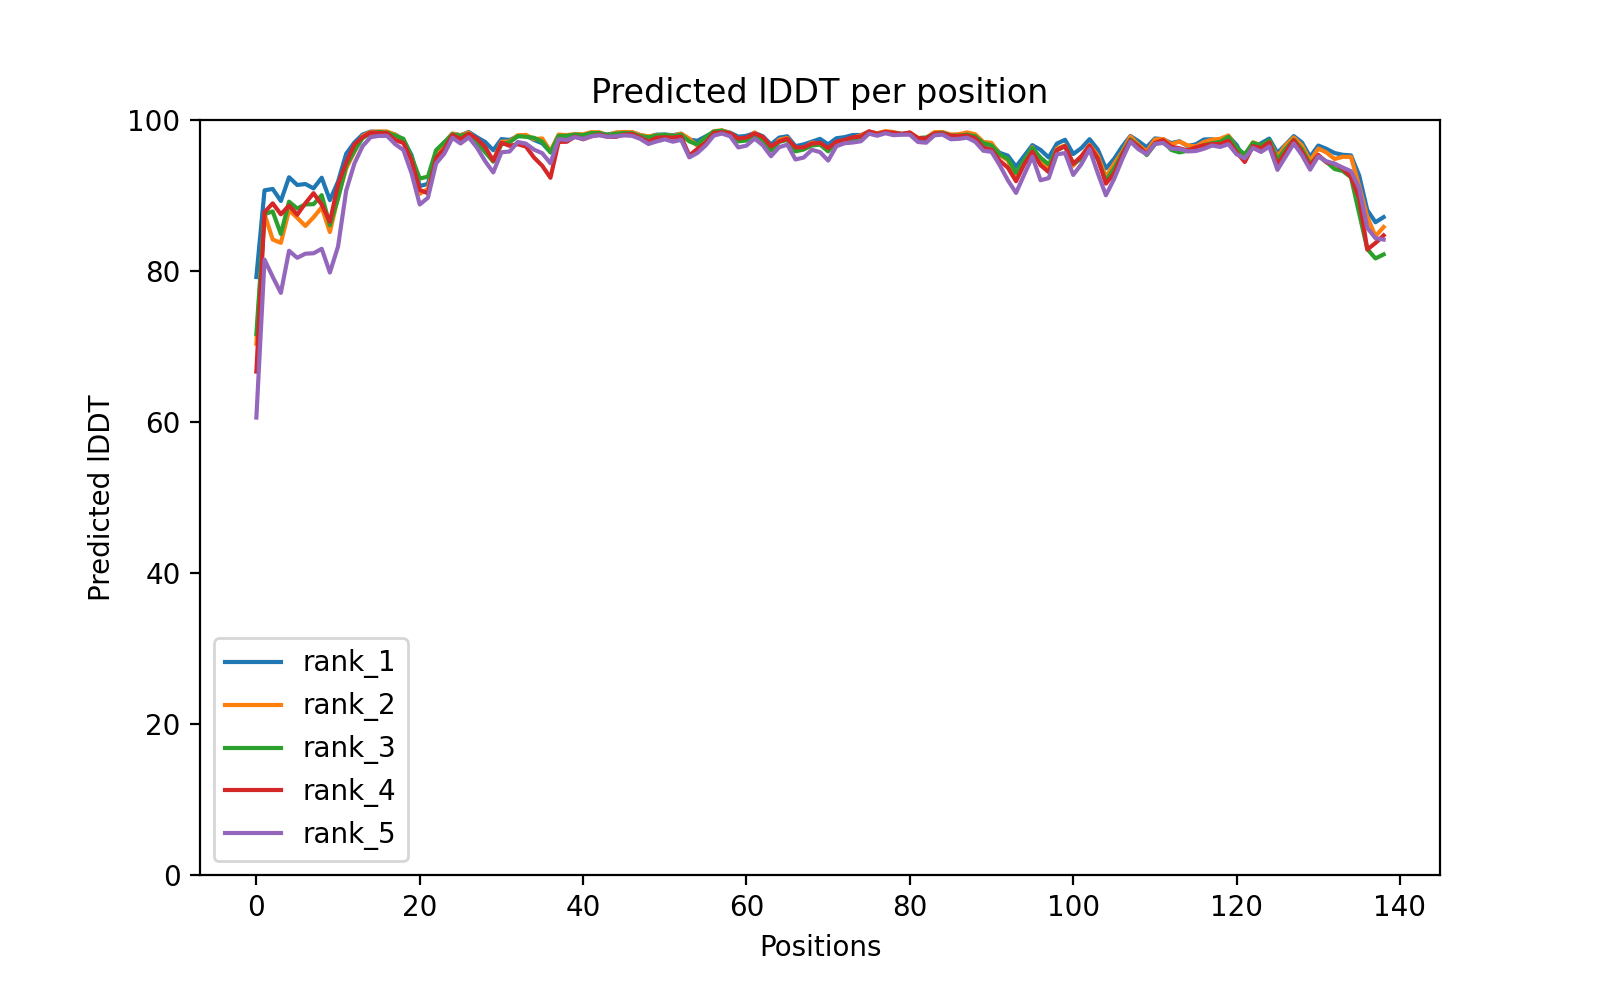 Predicted lDDT per position
Predicted lDDT
100
80
60
40
20
0
rank_1
rank_2
rank_3
rank_4
rank_5
0 20 40 60 80 100 120 140
Positions